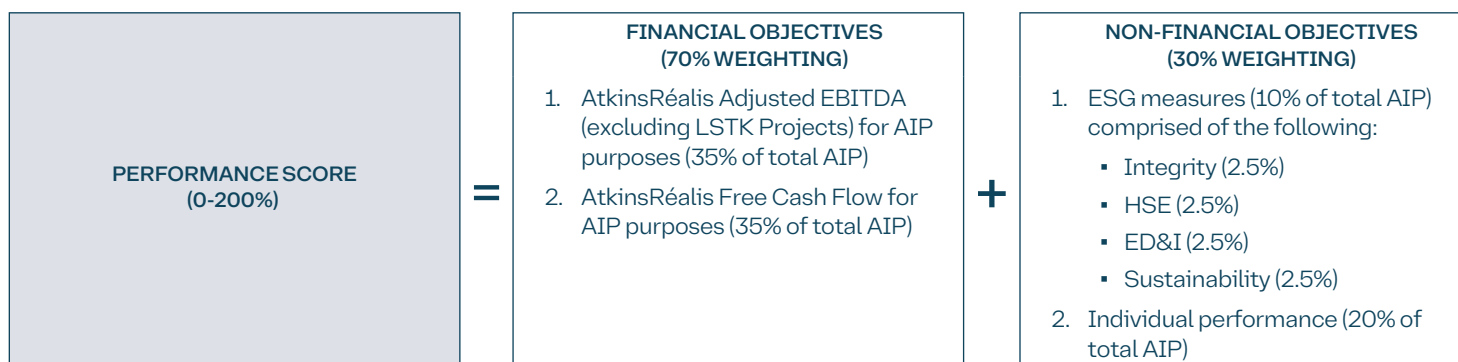 PERFORMANCE SCORE
(0-200%)
=
FINANCIAL OBJECTIVES
(70% WEIGHTING)
1. AtkinsRéalis Adjusted EBITDA
(excluding LSTK Projects) for AIP
purposes (35% of total AIP)
2. AtkinsRéalis Free Cash Flow for
AIP purposes (35% of total AIP)
+
NON-FINANCIAL OBJECTIVES
(30% WEIGHTING)
1. ESG measures (10% of total AIP)
comprised of the following:
▪ Integrity (2.5%)
▪ HSE (2.5%)
▪ ED&I (2.5%)
▪ Sustainability (2.5%)
2. Individual performance (20% of
total AIP)